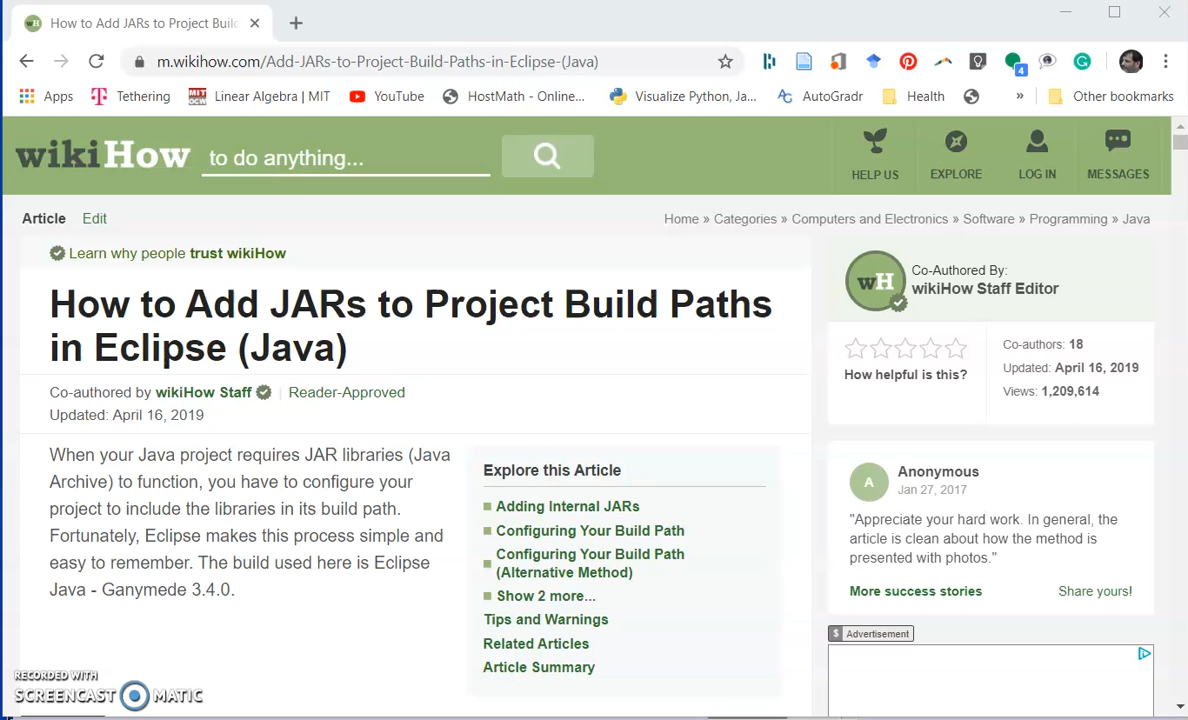 How to Add JARs to Project Buil
m.wikihow.com/Add-JARs-to-Project-Build-Paths-in-Eclipse-(Java)
4
Apps
Tethering
MIT OCW
Linear Algebra | MIT
YouTube
HostMath - Online...
Visualize Python, Ja...
AutoGradr
Health
»
Other bookmarks
wikiHow to do anything...
HELP US
EXPLORE
LOG IN
MESSAGES
Article Edit
Home » Categories » Computers and Electronics » Software » Programming » Java
Learn why people trust wikiHow
How to Add JARs to Project Build Paths
in Eclipse (Java)
Co-authored by wikiHow Staff | Reader-Approved
Updated: April 16, 2019
When your Java project requires JAR libraries (Java
Archive) to function, you have to configure your
project to include the libraries in its build path.
Fortunately, Eclipse makes this process simple and
easy to remember. The build used here is Eclipse
Java - Ganymede 3.4.0.
Explore this Article
Adding Internal JARs
Configuring Your Build Path
Configuring Your Build Path
(Alternative Method)
Show 2 more...
Tips and Warnings
Related Articles
Article Summary
wH
Co-Authored By:
wikiHow Staff Editor
How helpful is this?
Co-authors: 18
Updated: April 16, 2019
Views: 1,209,614
A
Anonymous
Jan 27, 2017
"Appreciate your hard work. In general, the
article is clean about how the method is
presented with photos."
More success stories
Share yours!
$ Advertisement
RECORDED WITH
SCREENCAST MATIC